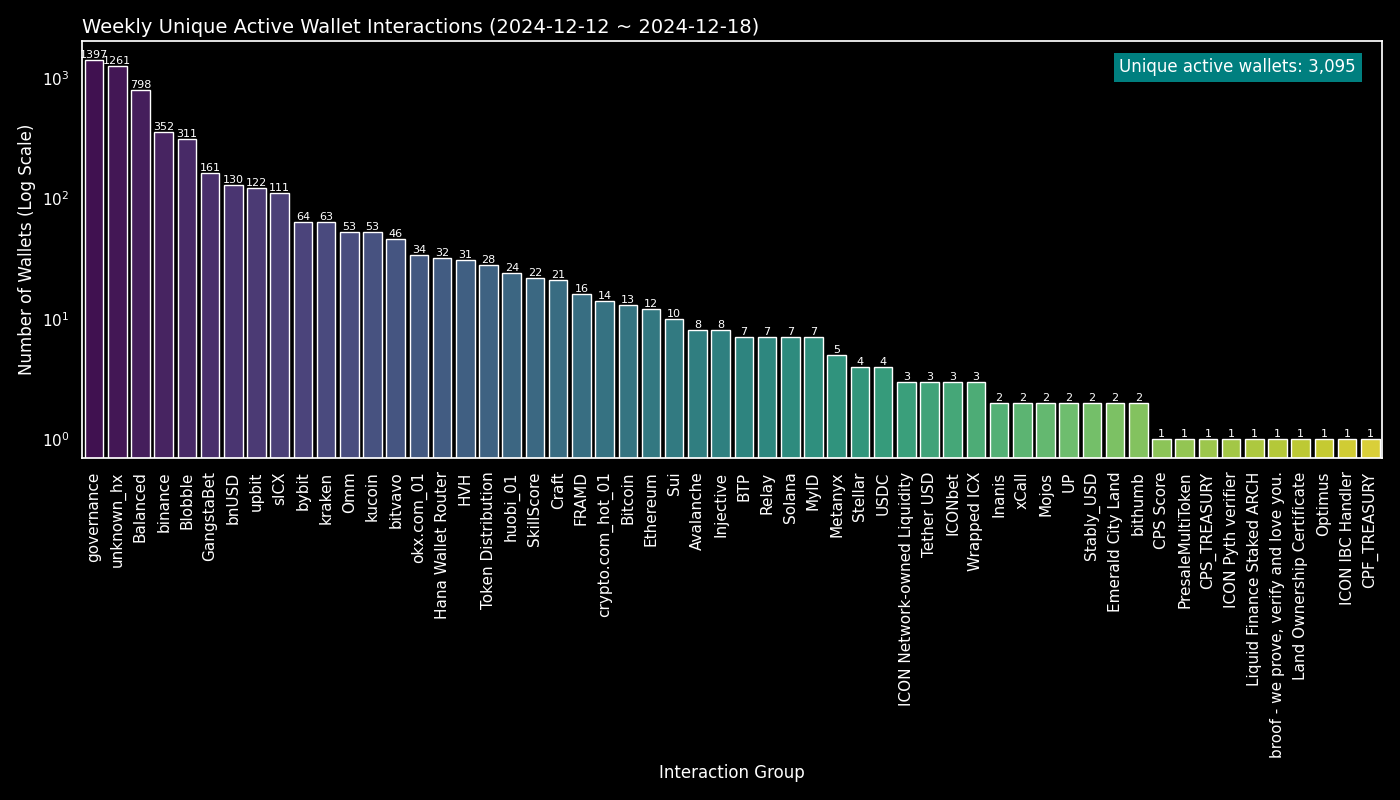 Weekly Unique Active Wallet Interactions (2024-12-12 ~ 2024-12-18)
Unique active wallets: 3,095
Number of Wallets (Log Scale)
10³
10²
10¹
10⁰
1397 1261 798 352 311 161 130 122 111 64 63 53 53 46 34 32 31 28 24 22 21 16 14 13 12 10 8 8 7 7 7 7 5 4 4 3 3 3 3 2 2 2 2 2 2 2 1 1 1 1 1 1 1 1 1 1
governance
unknown_hx
Balanced
binance
Blobble
GangstaBet
bnUSD
upbit
sICX
bybit
kraken
Omm
kucoin
bitvavo
okx.com_01
Hana Wallet Router
HVH
Token Distribution
huobi_01
SkillScore
Craft
FRAMD
crypto.com_hot_01
Bitcoin
Ethereum
Sui
Avalanche
Injective
BTP
Relay
Solana
MyID
Metanyx
Stellar
USDC
ICON Network-owned Liquidity
Tether USD
ICONbet
Wrapped ICX
Inanis
xCall
Mojos
UP
Stably_USD
Emerald City Land
bithumb
CPS Score
PresaleMultiToken
CPS_TREASURY
ICON Pyth verifier
Liquid Finance Staked ARCH
broof - we prove, verify and love you.
Land Ownership Certificate
Optimus
ICON IBC Handler
CPF_TREASURY
Interaction Group